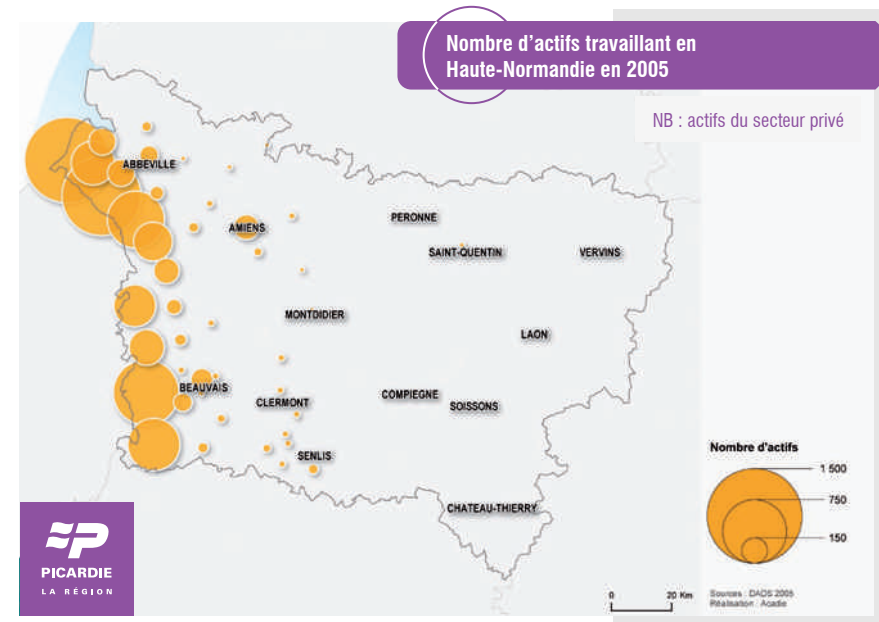 Nombre d'actifs travaillant en
Haute-Normandie en 2005
NB : actifs du secteur privé
ABBEVILLE
AMIENS
PERONNE
SAINT-QUENTIN
VERVINS
MONTDIDIER
LAON
BEAUVAIS
CLERMONT
COMPIEGNE
SOISSONS
SENLIS
CHATEAU-THIERRY
Nombre d'actifs
1 500
750
150
0 20 Km
Sources : DADS 2005
Réalisation : Acadie
PICARDIE
LA RÉGION